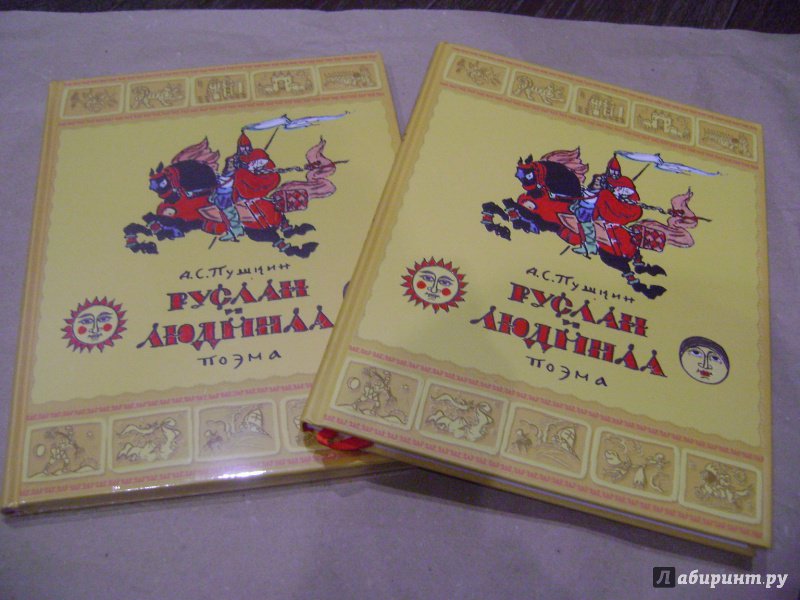 А.С.Пушкин
РУСЛАН
И
ЛЮДМИЛА
ПОЭМА
А.С.Пушкин
РУСЛАН
И
ЛЮДМИЛА
ПОЭМА
Лабиринт.ру